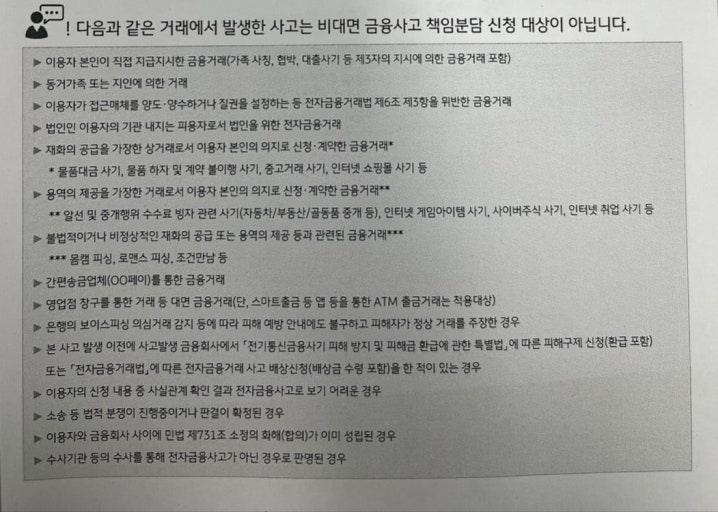 ! 다음과 같은 거래에서 발생한 사고는 비대면 금융사고 책임분담 신청 대상이 아닙니다.
▶ 이용자 본인이 직접 지급지시한 금융거래(가족 사칭, 협박, 대출사기 등 제3자의 지시에 의한 금융거래 포함)
▶ 동거가족 또는 지인에 의한 거래
▶ 이용자가 접근매체를 양도·양수하거나 질권을 설정하는 등 전자금융거래법 제6조 제3항을 위반한 금융거래
▶ 법인인 이용자의 기관 내지는 피용자로서 법인을 위한 전자금융거래
▶ 재화의 공급을 가장한 상거래로서 이용자 본인의 의지로 신청·계약한 금융거래*
* 물품대금 사기, 물품 하자 및 계약 불이행 사기, 중고거래 사기, 인터넷 쇼핑몰 사기 등
▶ 용역의 제공을 가장한 거래로서 이용자 본인의 의지로 신청·계약한 금융거래**
** 알선 및 중개행위 수수료 빙자 관련 사기(자동차/부동산/골동품 중개 등), 인터넷 게임아이템 사기, 사이버주식 사기, 인터넷 취업 사기 등
▶ 불법적이거나 비정상적인 재화의 공급 또는 용역의 제공 등과 관련된 금융거래***
*** 몸캠 피싱, 로맨스 피싱, 조건만남 등
▶ 간편송금업체(OO페이)를 통한 금융거래
▶ 영업점 창구를 통한 거래 등 대면 금융거래(단, 스마트출금 등 앱 등을 통한 ATM 출금거래는 적용대상)
▶ 은행의 보이스피싱 의심거래 감지 등에 따라 피해 예방 안내에도 불구하고 피해자가 정상 거래를 주장한 경우
▶ 본 사고 발생 이전에 사고발생 금융회사에서 「전기통신금융사기 피해 방지 및 피해금 환급에 관한 특별법」에 따른 피해구제 신청(환급 포함)
또는 「전자금융거래법」에 따른 전자금융거래 사고 배상신청(배상금 수령 포함)을 한 적이 있는 경우
▶ 이용자의 신청 내용 중 사실관계 확인 결과 전자금융사고로 보기 어려운 경우
▶ 소송 등 법적 분쟁이 진행중이거나 판결이 확정된 경우
▶ 이용자와 금융회사 사이에 민법 제731조 소정의 화해(합의)가 이미 성립된 경우
▶ 수사기관 등의 수사를 통해 전자금융사고가 아닌 경우로 판명된 경우